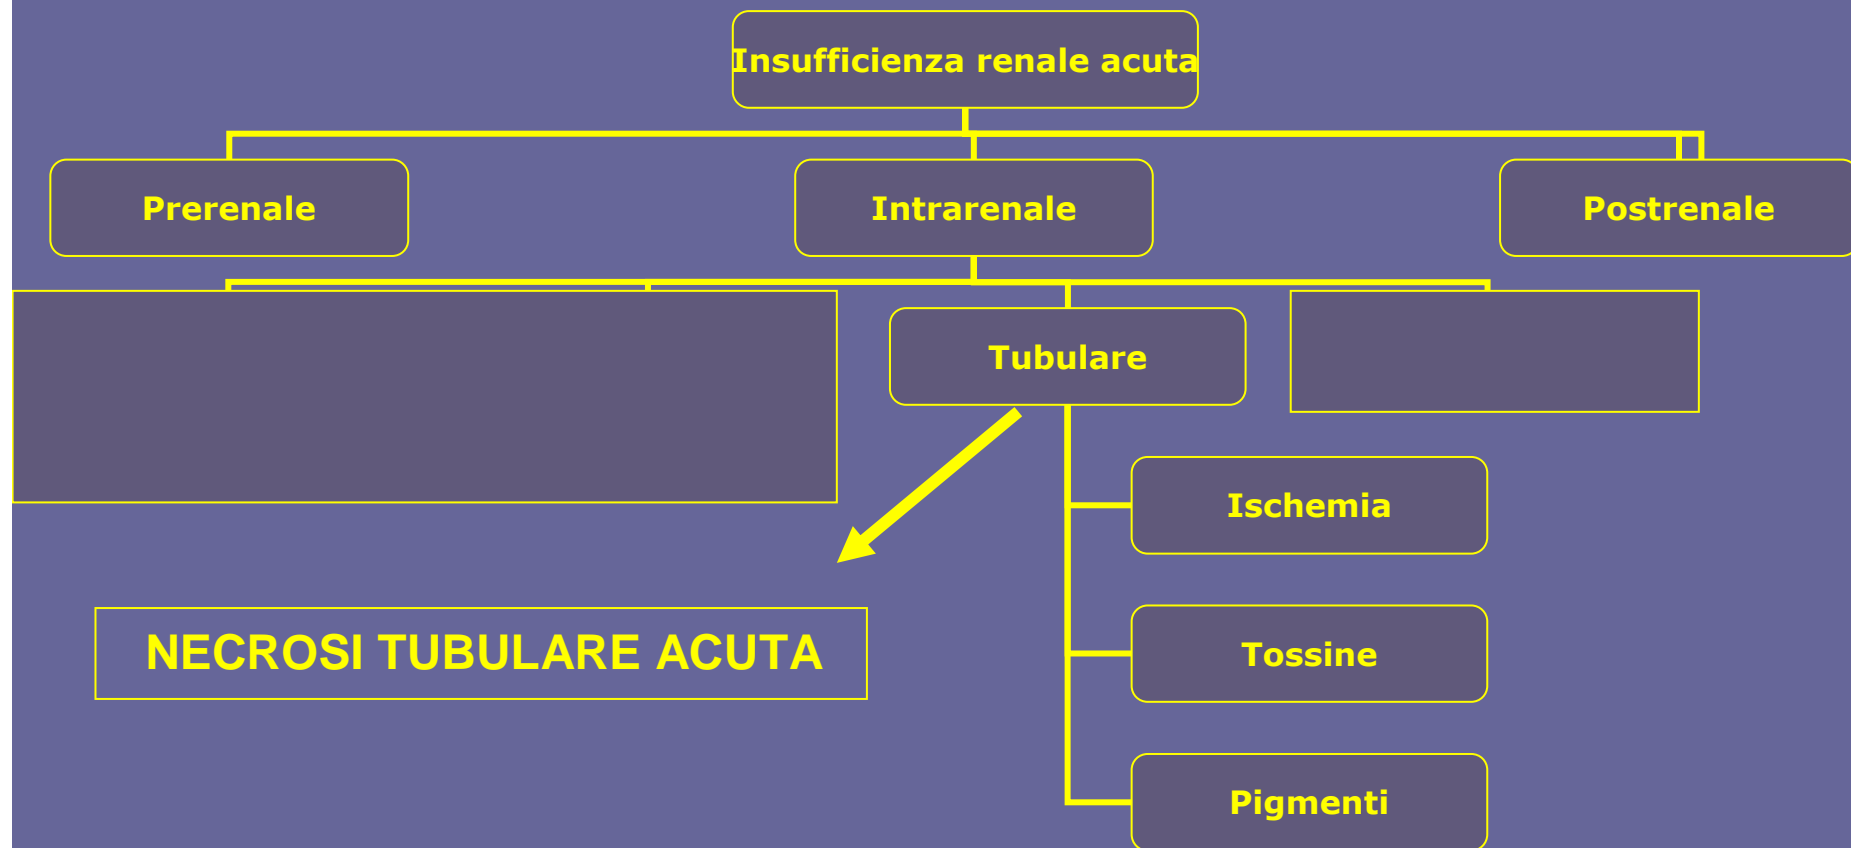 Insufficienza renale acuta
Prerenale
Intrarenale
Postrenale
Tubulare
Ischemia
NECROSI TUBULARE ACUTA
Tossine
Pigmenti